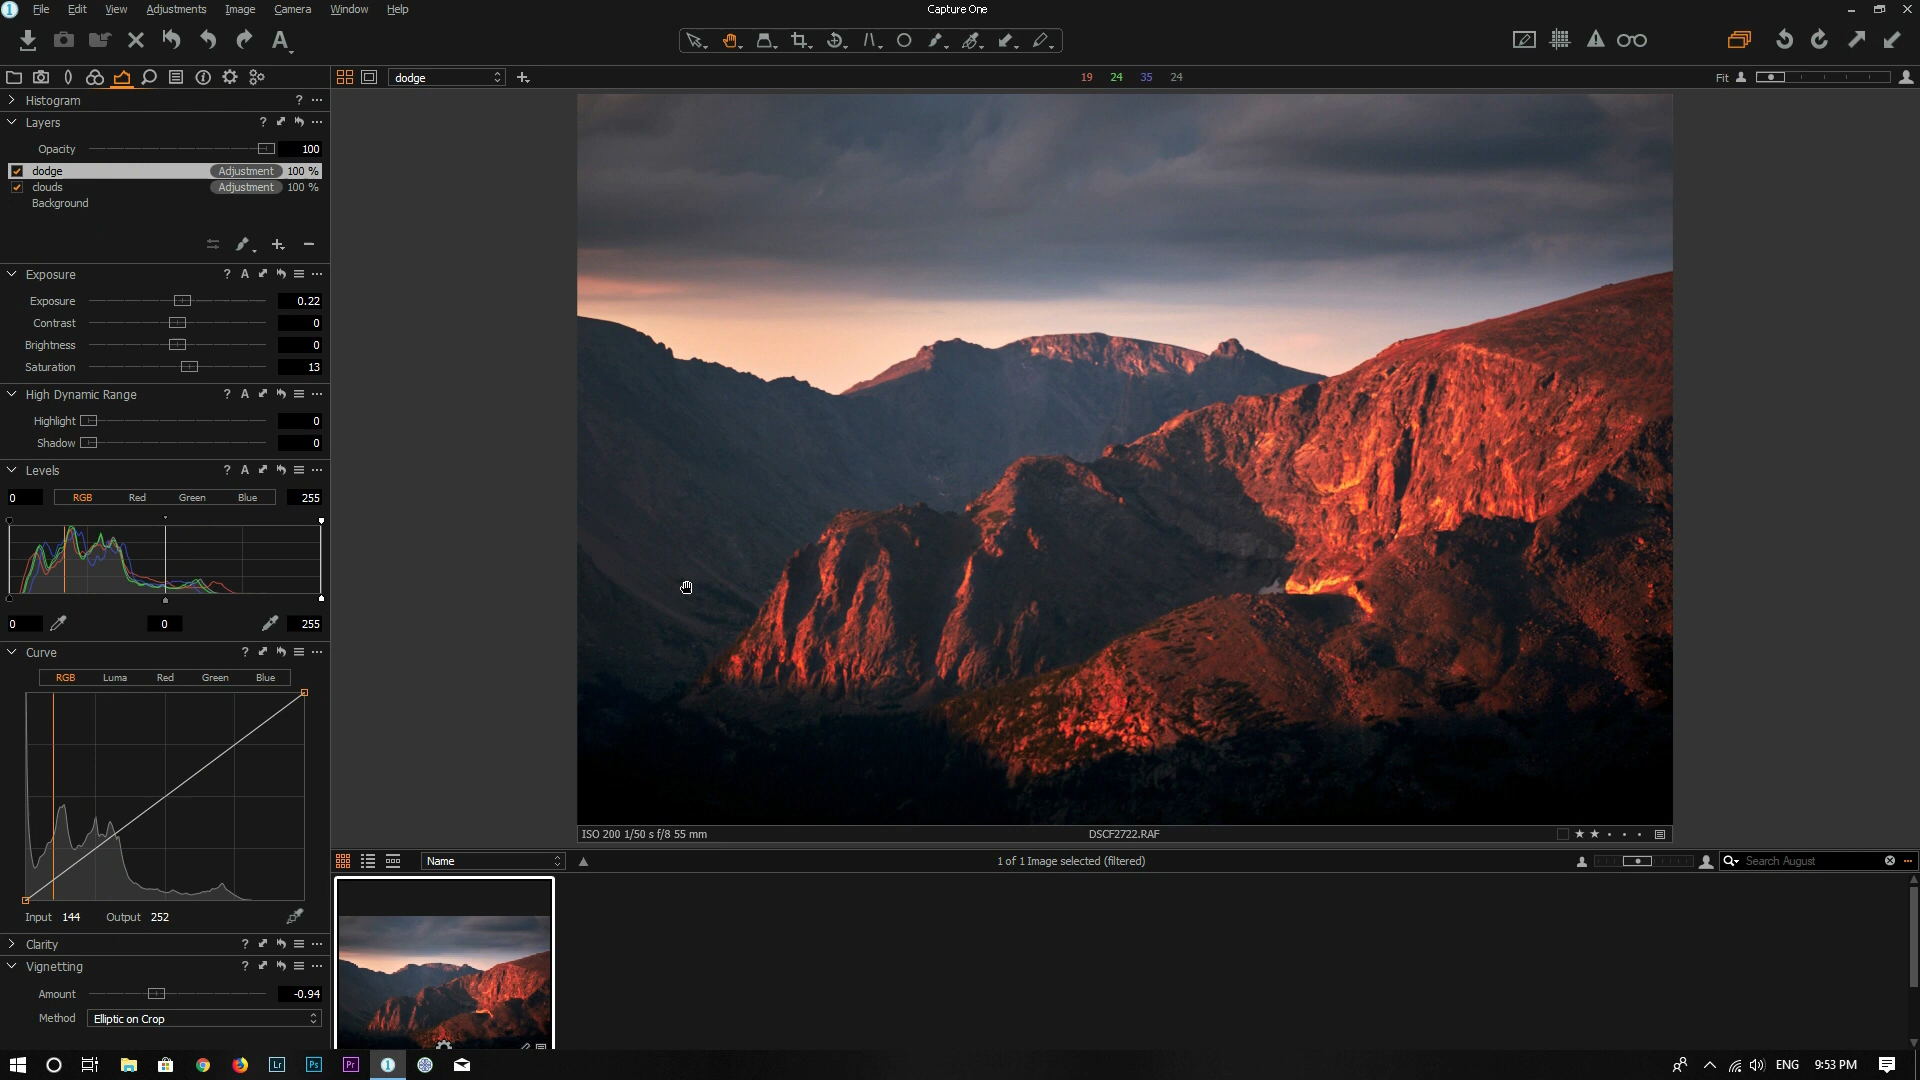 File Edit View Adjustments Image Camera Window Help
Capture One
A
dodge
19 24 35 24
Fit
Histogram ?
Layers ?
Opacity 100
dodge Adjustment 100 %
clouds Adjustment 100 %
Background
Exposure ? A
Exposure 0.22
Contrast 0
Brightness 0
Saturation 13
High Dynamic Range ? A
Highlight 0
Shadow 0
Levels ? A
0 RGB Red Green Blue 255
0 0 255
Curve ?
RGB Luma Red Green Blue
Input 144 Output 252
Clarity ?
Vignetting ?
Amount -0.94
Method Elliptic on Crop
ISO 200 1/50 s f/8 55 mm
DSCF2722.RAF
Name
1 of 1 Image selected (filtered)
Search August
Lr Ps Pr 1
ENG 9:53 PM